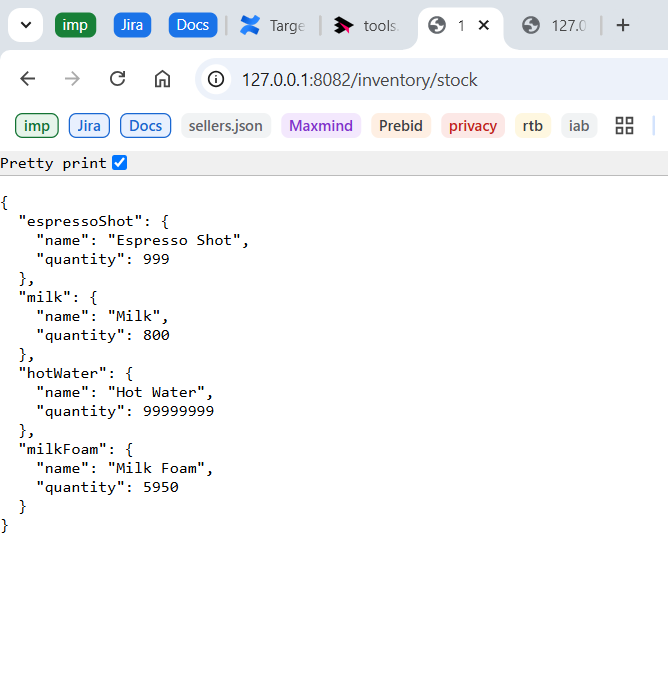 imp
Jira
Docs
Targe
tools.
1
127.0
127.0.0.1:8082/inventory/stock
imp
Jira
Docs
sellers.json
Maxmind
Prebid
privacy
rtb
iab
Pretty print
{
  "espressoShot": {
    "name": "Espresso Shot",
    "quantity": 999
  },
  "milk": {
    "name": "Milk",
    "quantity": 800
  },
  "hotWater": {
    "name": "Hot Water",
    "quantity": 99999999
  },
  "milkFoam": {
    "name": "Milk Foam",
    "quantity": 5950
  }
}